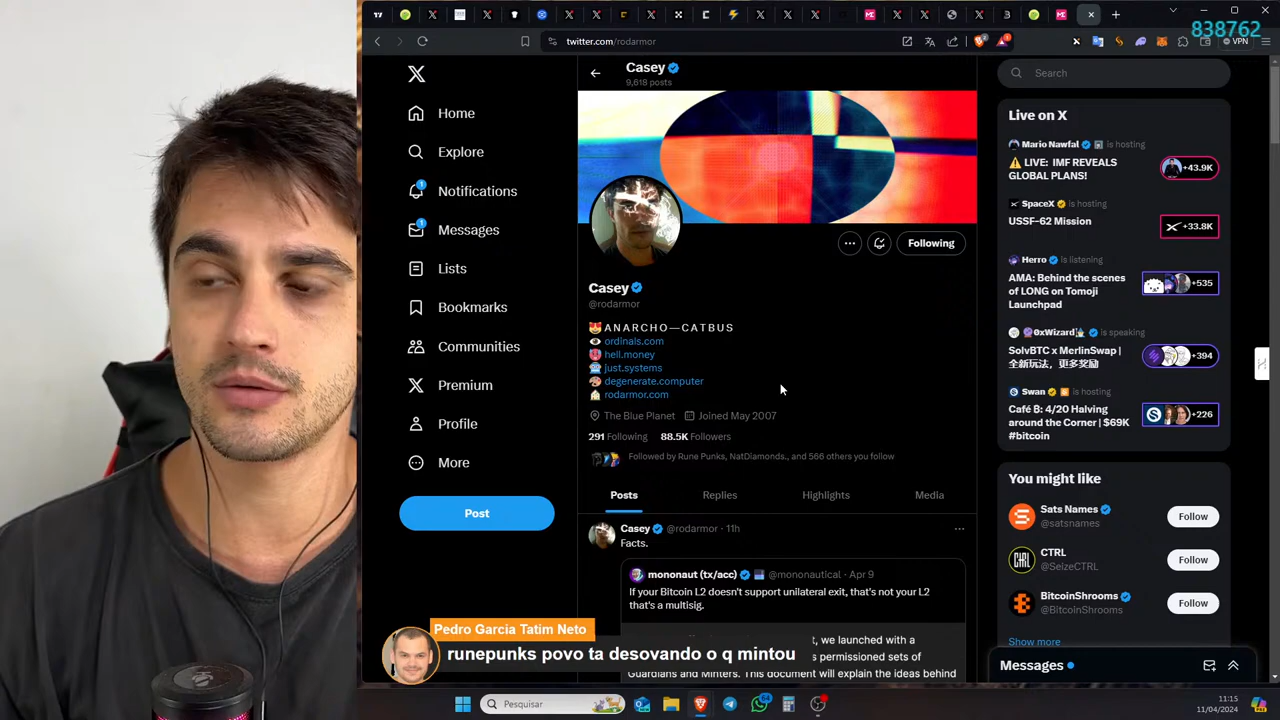 838762
twitter.com/rodarmor
VPN
Casey
9,618 posts
Home
Explore
Notifications
Messages
Lists
Bookmarks
Communities
Premium
Profile
More
Post
Following
Casey
@rodarmor
ANARCHO—CATBUS
ordinals.com
hell.money
just.systems
degenerate.computer
rodarmor.com
The Blue Planet Joined May 2007
291 Following 88.5K Followers
Followed by Rune Punks, NatDiamonds., and 566 others you follow
Posts Replies Highlights Media
Casey @rodarmor · 11h
Facts.
mononaut (tx/acc) @mononautical · Apr 9
If your Bitcoin L2 doesn't support unilateral exit, that's not your L2
that's a multisig.
t, we launched with a
s permissioned sets of
Guardians and Minters. This document will explain the ideas behind
Search
Live on X
Mario Nawfal is hosting
⚠️ LIVE: IMF REVEALS
GLOBAL PLANS!
+43.9K
SpaceX is hosting
USSF-62 Mission
+33.8K
Herro is listening
AMA: Behind the scenes
of LONG on Tomoji
Launchpad
+535
0xWizard is speaking
SolvBTC x MerlinSwap |
全新玩法，更多奖励
+394
Swan is hosting
Café B: 4/20 Halving
around the Corner | $69K
#bitcoin
+226
You might like
Sats Names
@satsnames
Follow
CTRL
@SeizeCTRL
Follow
BitcoinShrooms
@BitcoinShrooms
Follow
Show more
Messages
Pedro Garcia Tatim Neto
runepunks povo ta desovando o q mintou
Pesquisar
64
11:15
11/04/2024